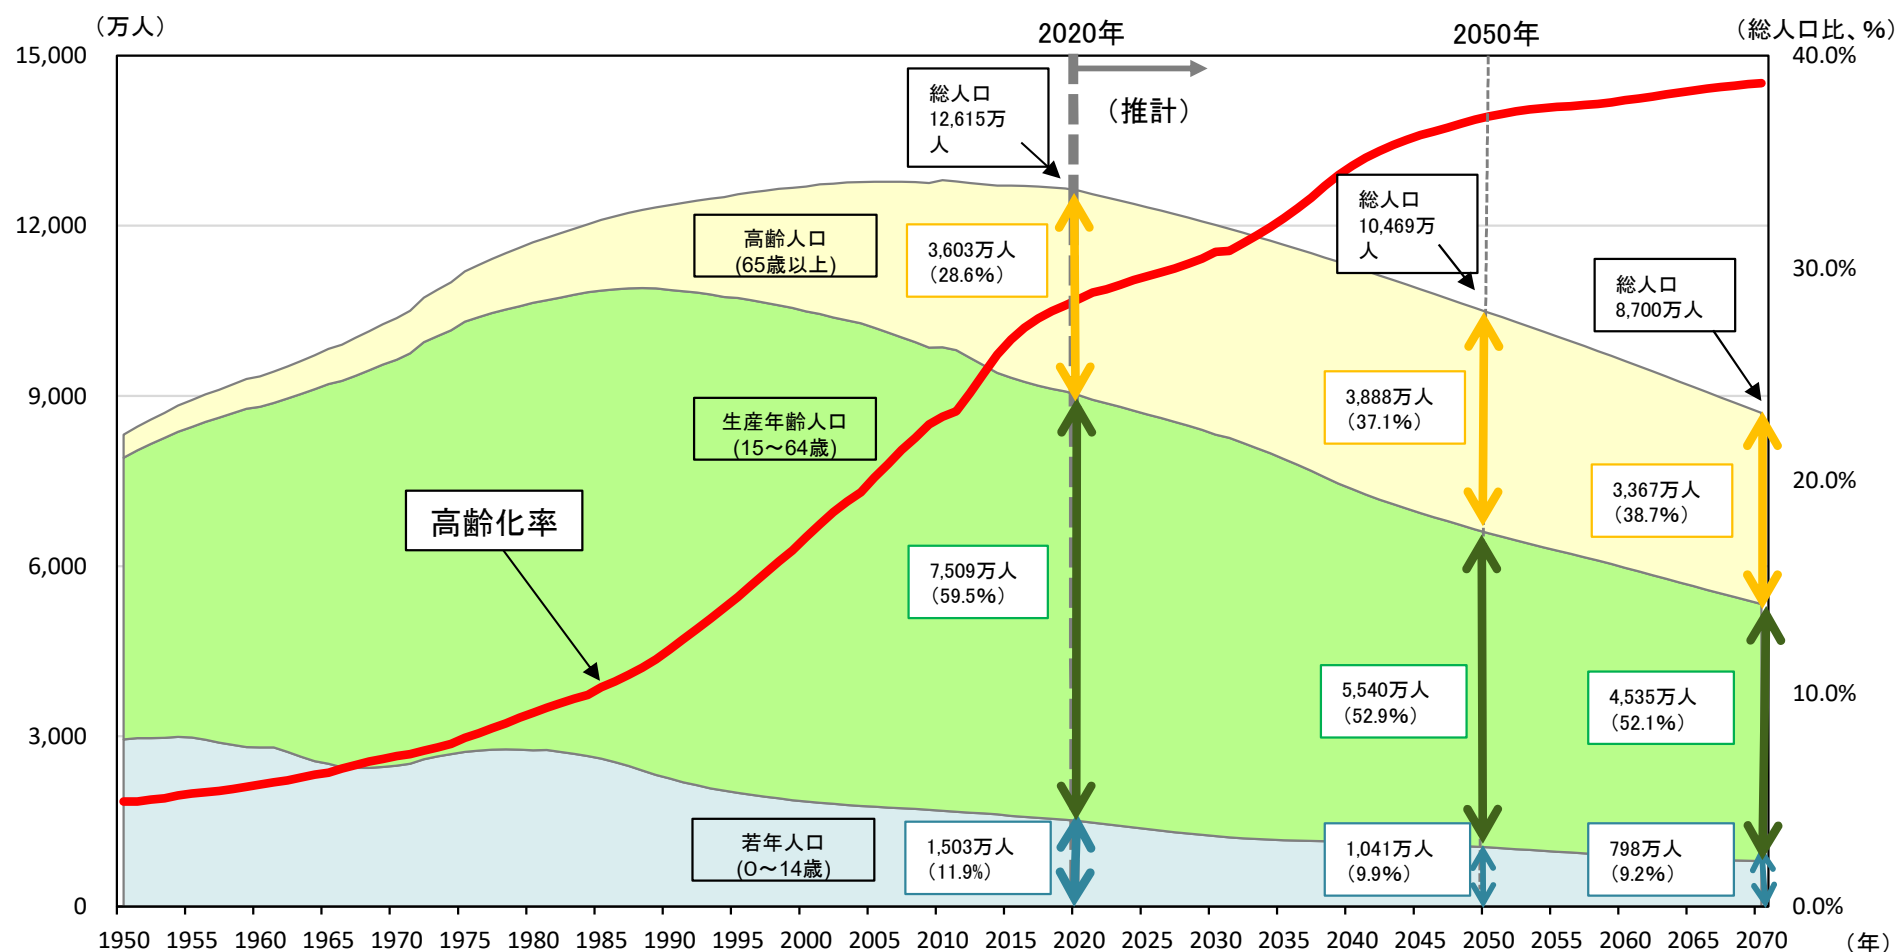 （万人）
2020年
2050年
（総人口比、%）
15,000
12,000
9,000
6,000
3,000
0
40.0%
30.0%
20.0%
10.0%
0.0%
総人口
12,615万
人
（推計）
総人口
10,469万
人
総人口
8,700万人
高齢人口
(65歳以上)
3,603万人
（28.6%）
3,888万人
（37.1%）
3,367万人
（38.7%）
生産年齢人口
(15～64歳)
高齢化率
7,509万人
（59.5%）
5,540万人
（52.9%）
4,535万人
（52.1%）
若年人口
(0～14歳)
1,503万人
（11.9%）
1,041万人
（9.9%）
798万人
（9.2%）
1950 1955 1960 1965 1970 1975 1980 1985 1990 1995 2000 2005 2010 2015 2020 2025 2030 2035 2040 2045 2050 2055 2060 2065 2070
（年）